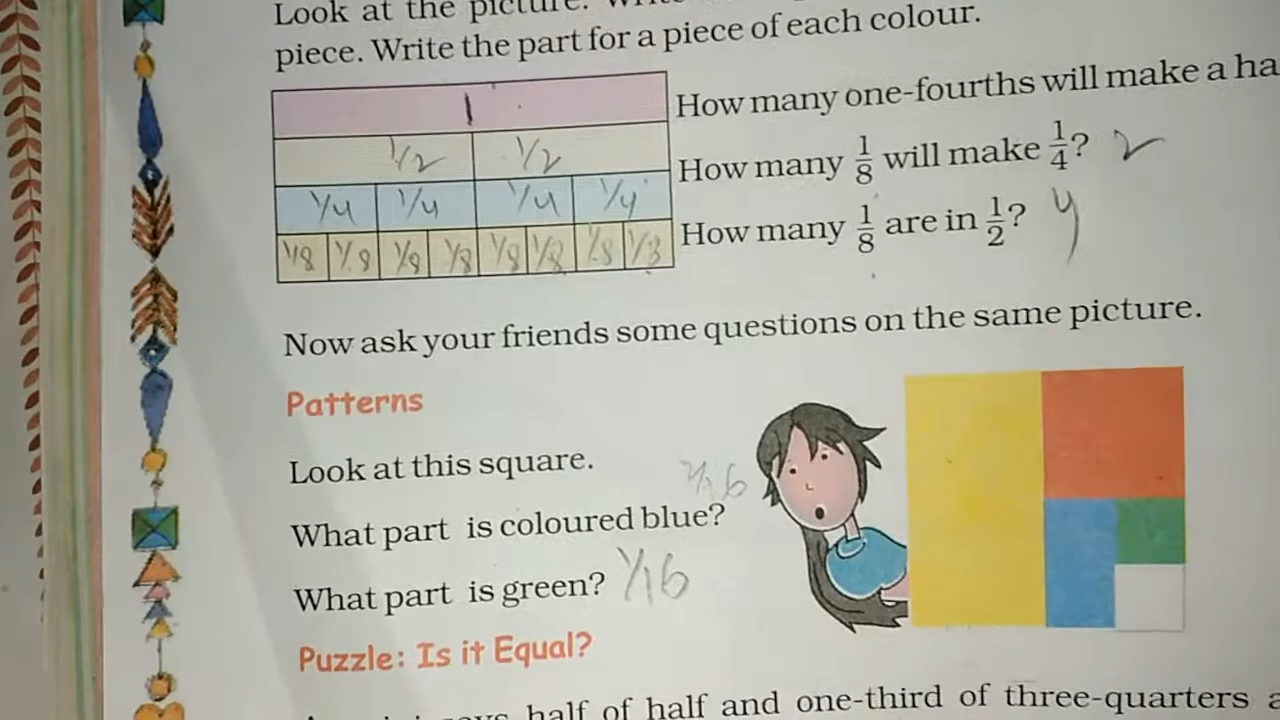 Look at the picture.
piece. Write the part for a piece of each colour.
1
1/2 1/2
1/4 1/4 1/4 1/4
1/8 1/8 1/8 1/8 1/8 1/8 1/8 1/8
How many one-fourths will make a
How many 1/8 will make 1/4? 2
How many 1/8 are in 1/2? 4
Now ask your friends some questions on the same picture.
Patterns
Look at this square.
What part is coloured blue?
What part is green? 1/16
Puzzle: Is it Equal?
half of half and one-third of three-quarters